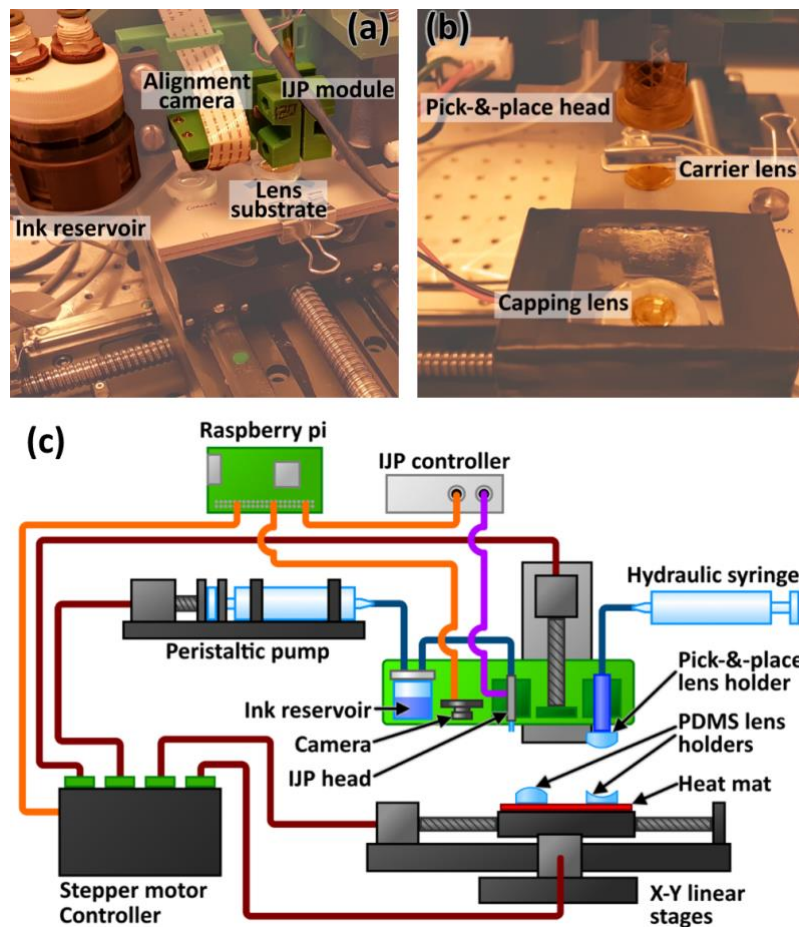 (a)
Alignment
camera
IJP module
Lens
substrate
Ink reservoir
(b)
Pick-&-place head
Carrier lens
Capping lens
(c)
Raspberry pi
IJP controller
Hydraulic syringe
Peristaltic pump
Pick-&-place
lens holder
Ink reservoir
Camera
IJP head
PDMS lens
holders
Heat mat
Stepper motor
Controller
X-Y linear
stages